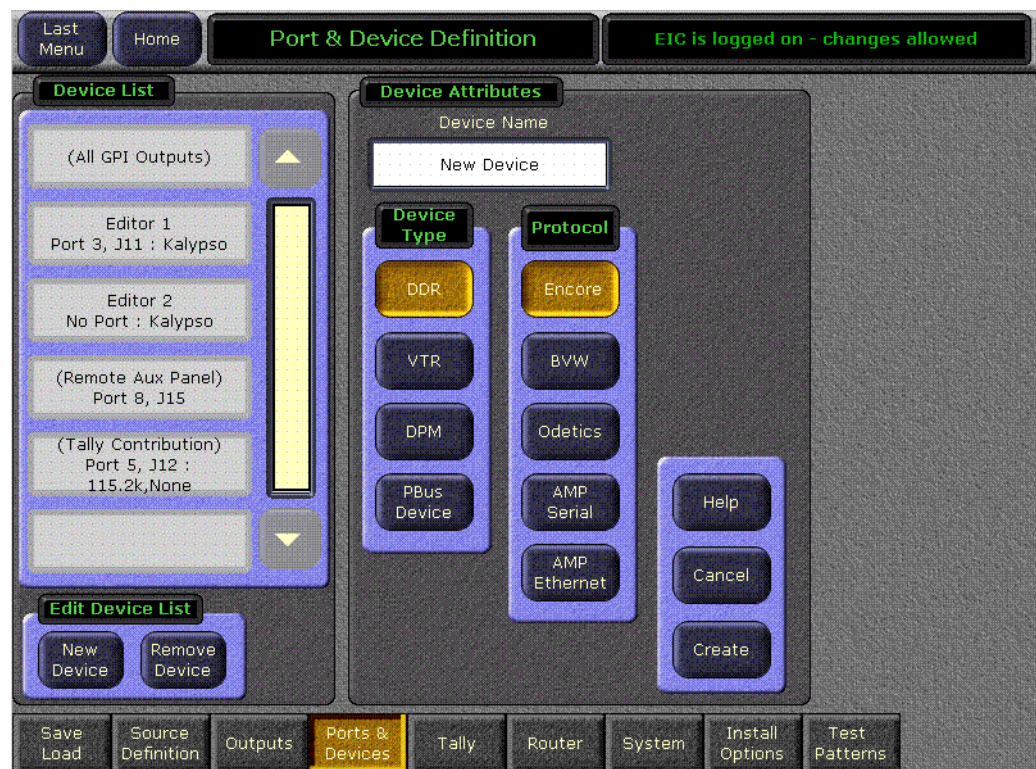 Last
Menu
Home
Port & Device Definition
EIC is logged on - changes allowed
Device List
(All GPI Outputs)
Editor 1
Port 3, J11 : Kalypso
Editor 2
No Port : Kalypso
(Remote Aux Panel)
Port 8, J15
(Tally Contribution)
Port 5, J12 :
115.2k,None
Edit Device List
New
Device
Remove
Device
Device Attributes
Device Name
New Device
Device
Type
DDR
VTR
DPM
PBus
Device
Protocol
Encore
BVW
Odetics
AMP
Serial
AMP
Ethernet
Help
Cancel
Create
Save
Load
Source
Definition
Outputs
Ports &
Devices
Tally
Router
System
Install
Options
Test
Patterns